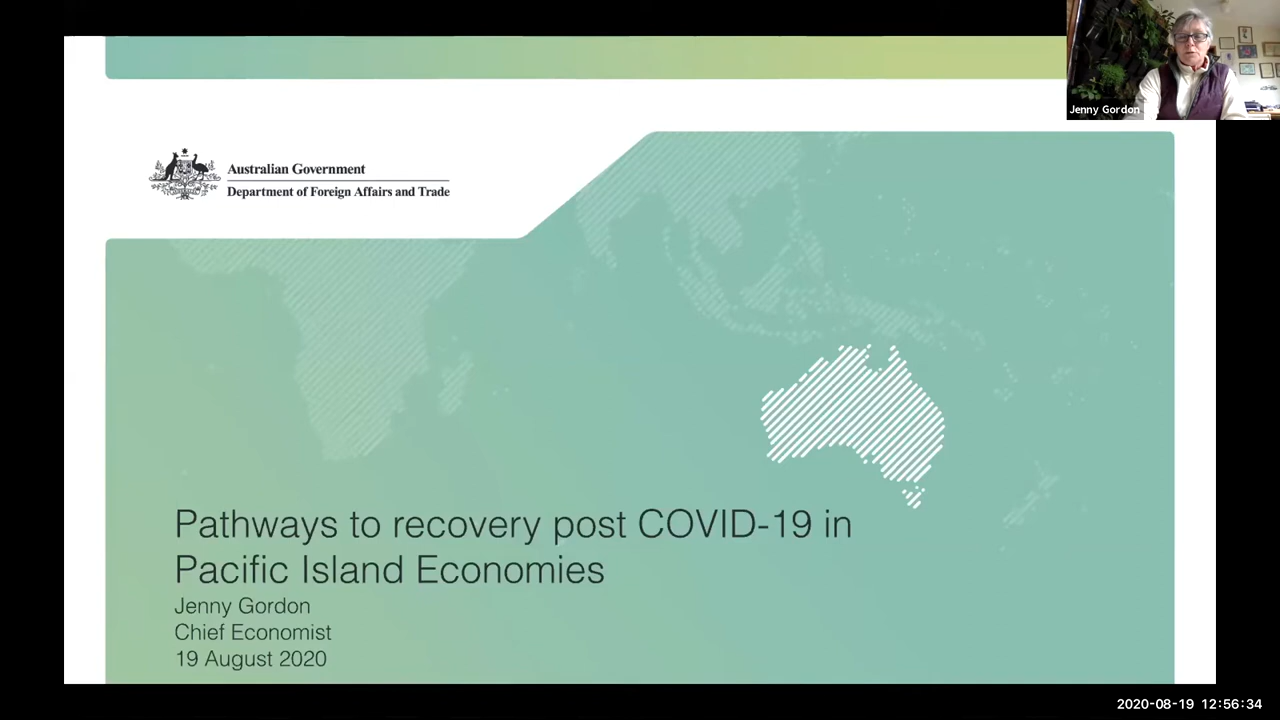 Jenny Gordon
Australian Government
Department of Foreign Affairs and Trade
Pathways to recovery post COVID-19 in
Pacific Island Economies
Jenny Gordon
Chief Economist
19 August 2020
2020-08-19 12:56:34